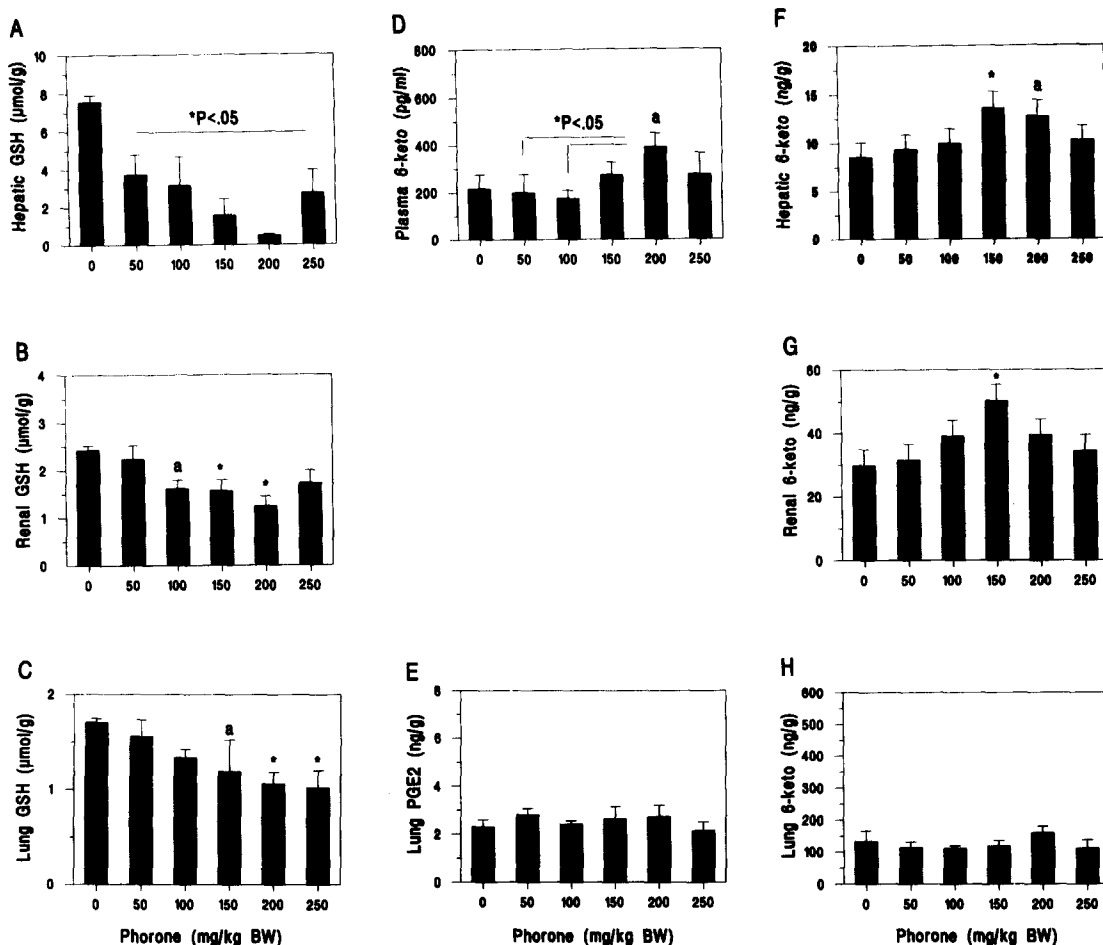 A
Hepatic GSH (μmol/g)
10
8
6
4
2
0
*P<.05
0 50 100 150 200 250
D
Plasma 6-keto (pg/ml)
800
600
400
200
0
*P<.05
a
0 50 100 150 200 250
F
Hepatic 6-keto (ng/g)
20
15
10
5
0
*
a
0 50 100 150 200 250
B
Renal GSH (μmol/g)
4
3
2
1
0
a
*
*
0 50 100 150 200 250
G
Renal 6-keto (ng/g)
60
40
20
0
*
0 50 100 150 200 250
C
Lung GSH (μmol/g)
2
1
0
a
*
*
0 50 100 150 200 250
Phorone (mg/kg BW)
E
Lung PGE2 (ng/g)
8
6
4
2
0
0 50 100 150 200 250
Phorone (mg/kg BW)
H
Lung 6-keto (ng/g)
600
500
400
300
200
100
0
0 50 100 150 200 250
Phorone (mg/kg BW)